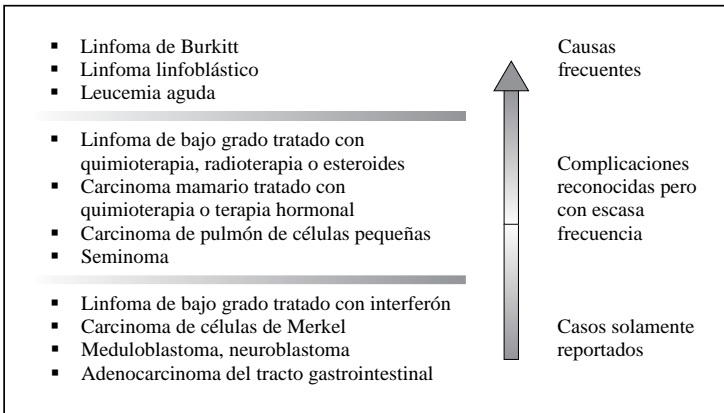 ▪ Linfoma de Burkitt
▪ Linfoma linfoblástico
▪ Leucemia aguda
Causas
frecuentes
▪ Linfoma de bajo grado tratado con
quimioterapia, radioterapia o esteroides
▪ Carcinoma mamario tratado con
quimioterapia o terapia hormonal
▪ Carcinoma de pulmón de células pequeñas
▪ Seminoma
Complicaciones
reconocidas pero
con escasa
frecuencia
▪ Linfoma de bajo grado tratado con interferón
▪ Carcinoma de células de Merkel
▪ Meduloblastoma, neuroblastoma
▪ Adenocarcinoma del tracto gastrointestinal
Casos solamente
reportados